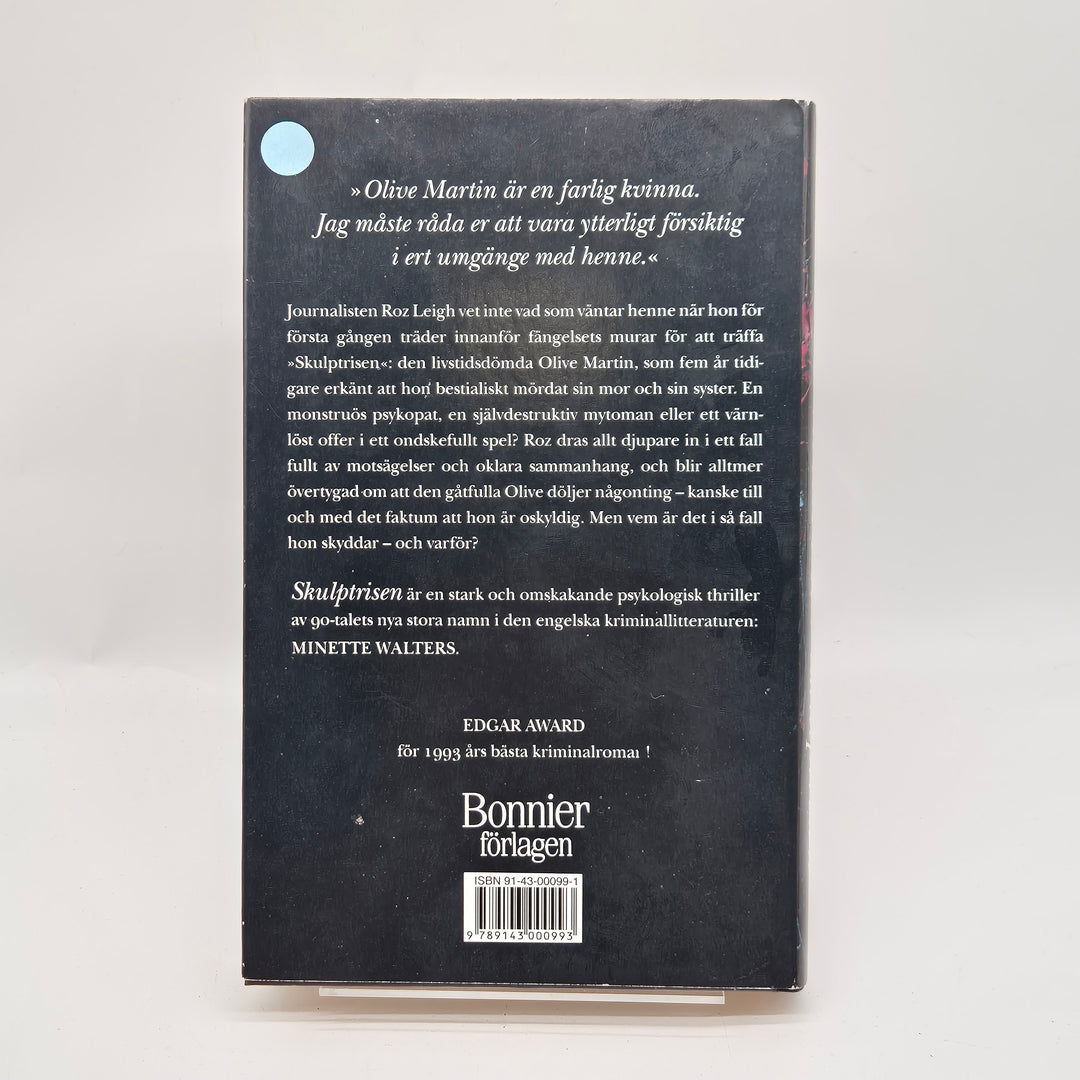 »Olive Martin är en farlig kvinna.
Jag måste råda er att vara ytterligt försiktig
i ert umgänge med henne.«
Journalisten Roz Leigh vet inte vad som väntar henne när hon för
första gången träder innanför fängelsets murar för att träffa
»Skulptrisen«: den livstidsdömda Olive Martin, som fem år tidi-
gare erkänt att hon bestialiskt mördat sin mor och sin syster. En
monstruös psykopat, en självdestruktiv mytoman eller ett värn-
löst offer i ett ondskefullt spel? Roz dras allt djupare in i ett fall
fullt av motsägelser och oklara sammanhang, och blir alltmer
övertygad om att den gåtfulla Olive döljer någonting – kanske till
och med det faktum att hon är oskyldig. Men vem är det i så fall
hon skyddar – och varför?
Skulptrisen är en stark och omskakande psykologisk thriller
av 90-talets nya stora namn i den engelska kriminallitteraturen:
MINETTE WALTERS.
EDGAR AWARD
för 1993 års bästa kriminalroman!
Bonnier
förlagen
ISBN 91-43-00099-1
9 789143 000993